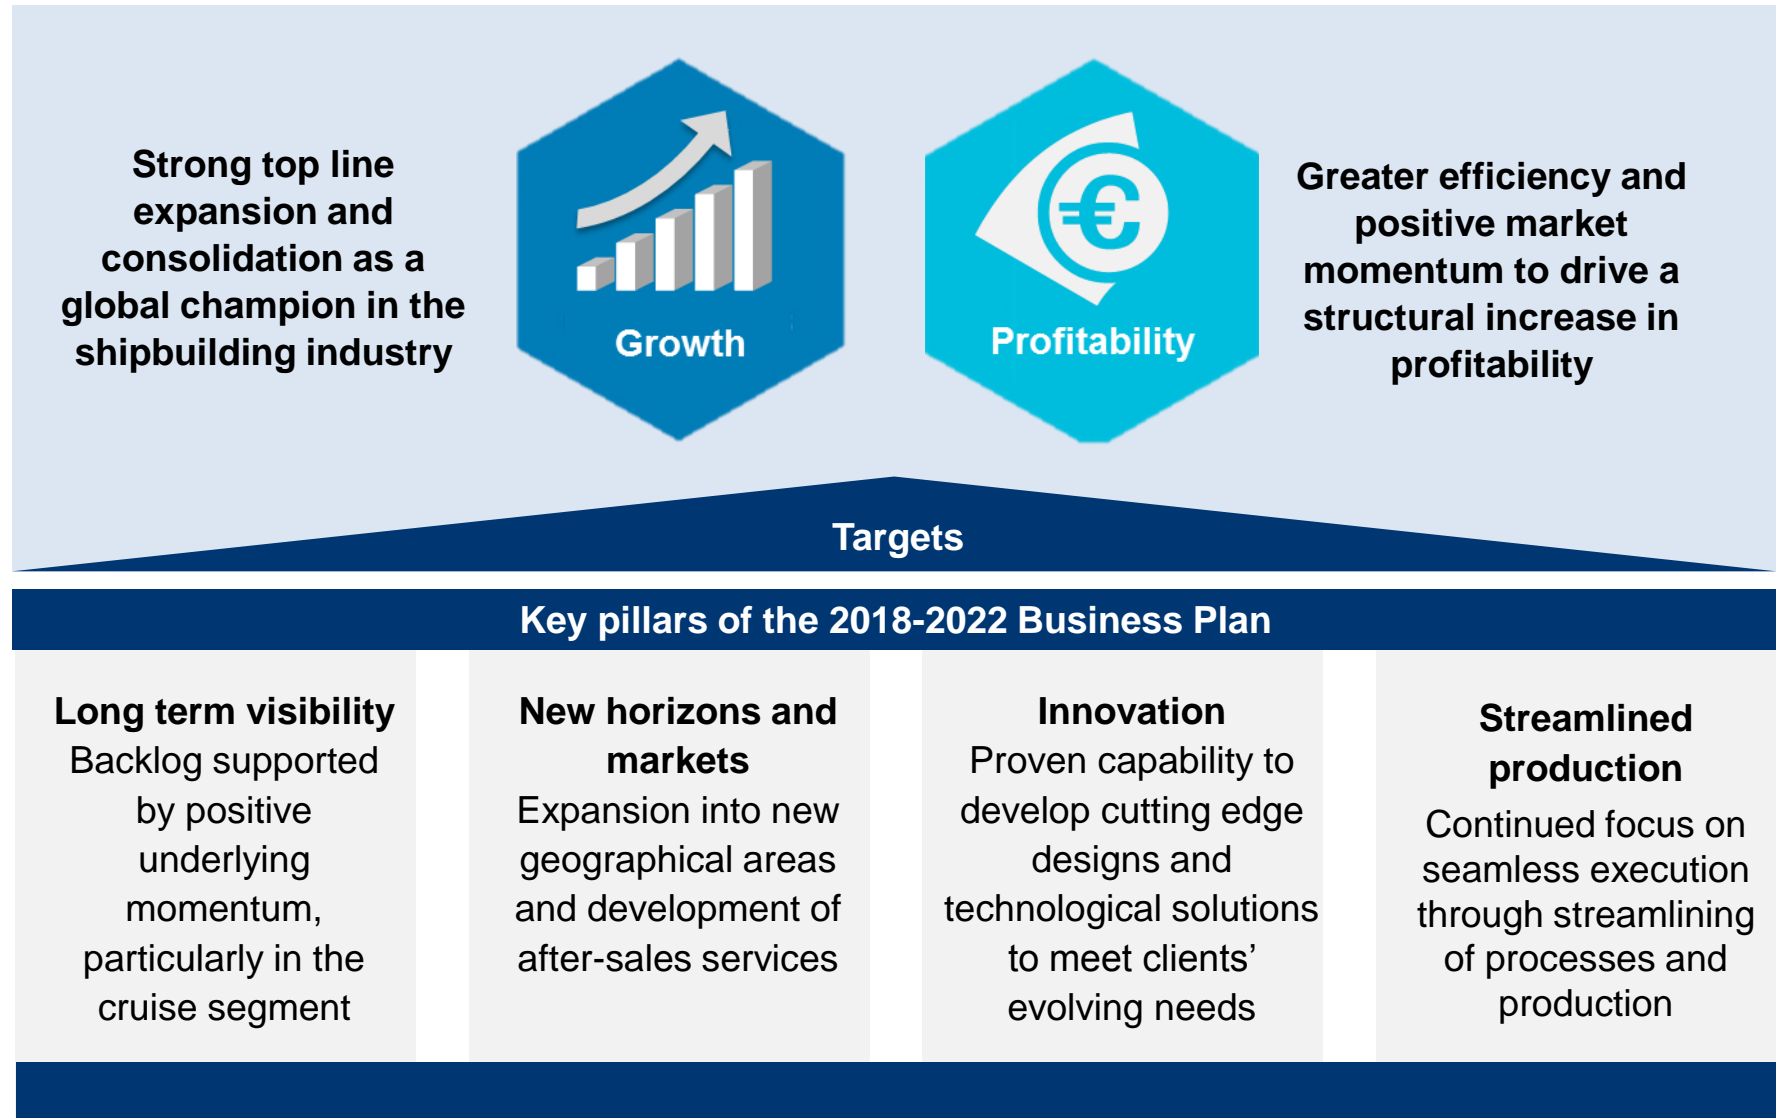 Strong top line
expansion and
consolidation as a
global champion in the
shipbuilding industry
Growth
€
Profitability
Greater efficiency and
positive market
momentum to drive a
structural increase in
profitability
Targets
Key pillars of the 2018-2022 Business Plan
Long term visibility
Backlog supported
by positive
underlying
momentum,
particularly in the
cruise segment
New horizons and
markets
Expansion into new
geographical areas
and development of
after-sales services
Innovation
Proven capability to
develop cutting edge
designs and
technological solutions
to meet clients’
evolving needs
Streamlined
production
Continued focus on
seamless execution
through streamlining
of processes and
production